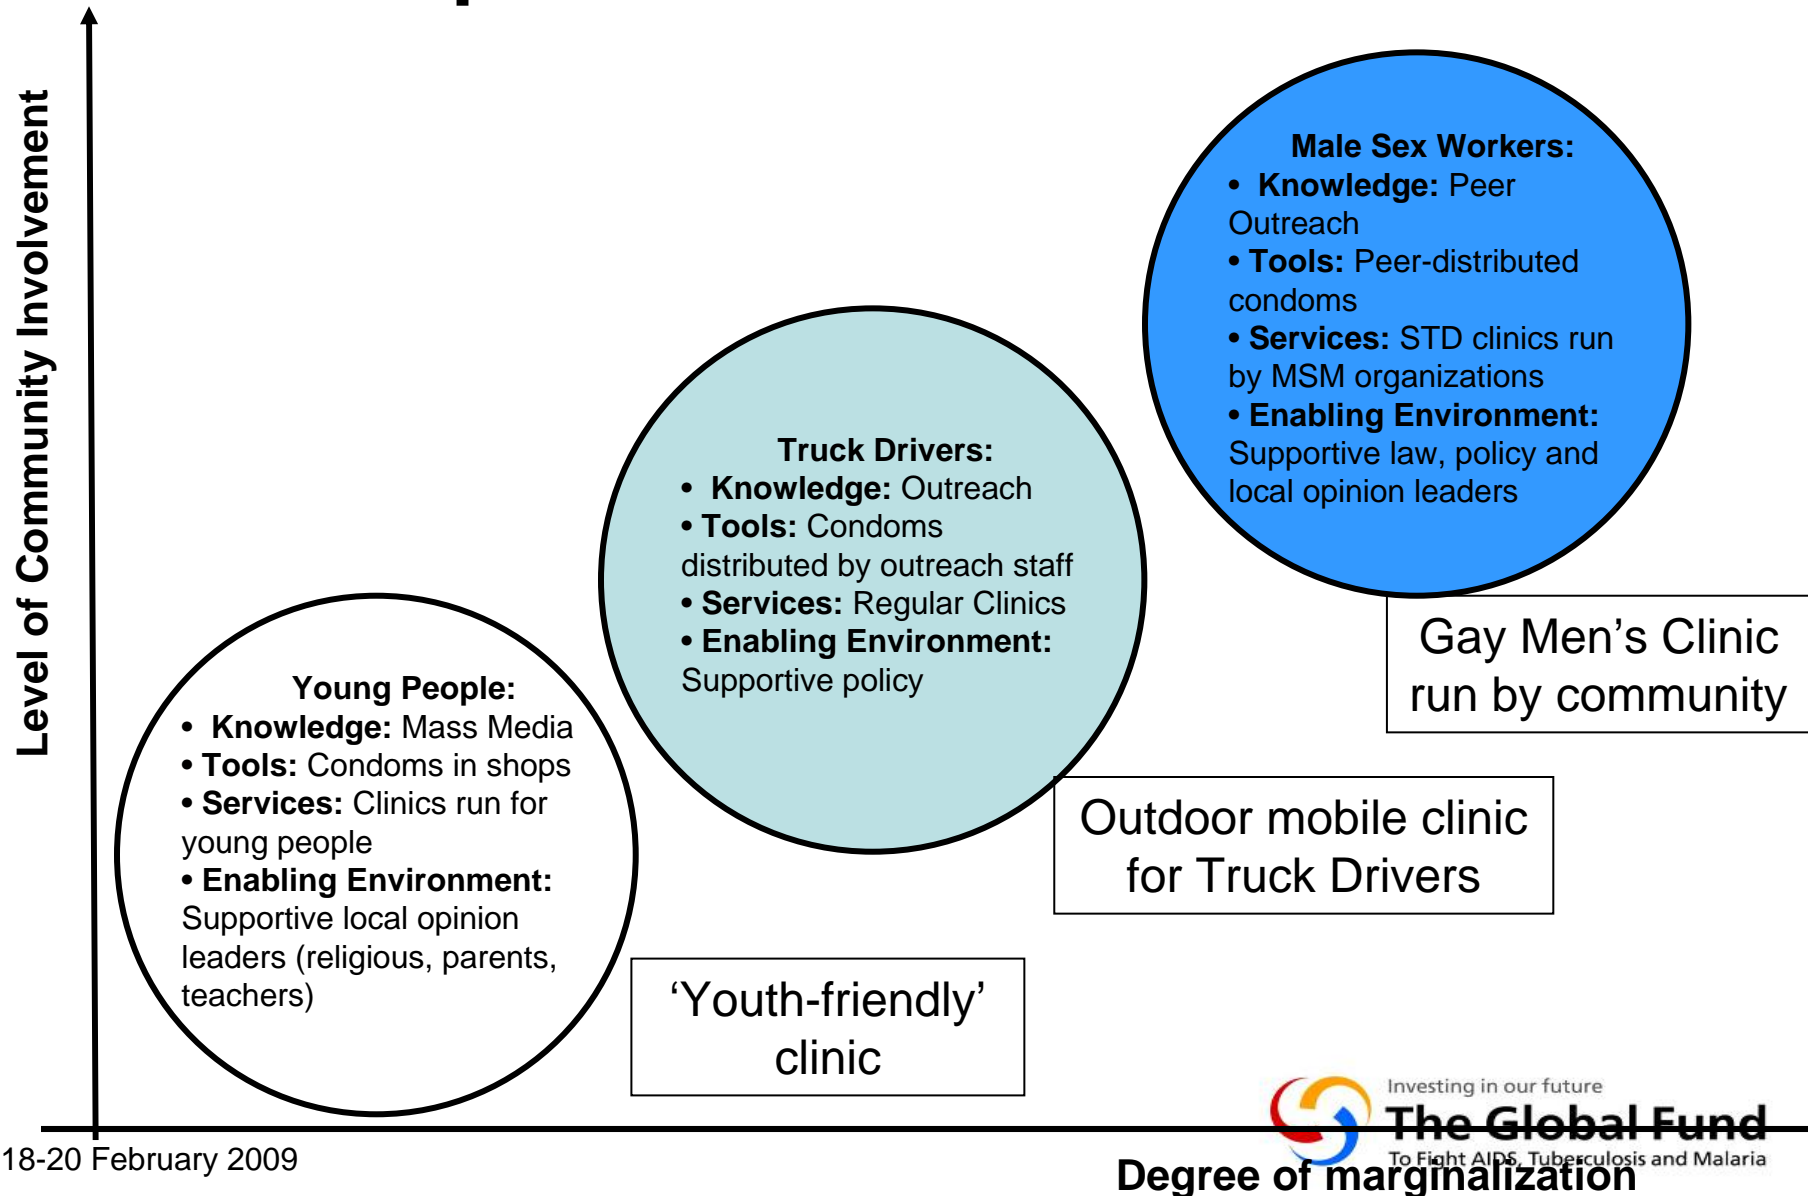 Level of Community Involvement
Male Sex Workers:
• Knowledge: Peer
Outreach
• Tools: Peer-distributed
condoms
• Services: STD clinics run
by MSM organizations
• Enabling Environment:
Supportive law, policy and
local opinion leaders
Gay Men’s Clinic
run by community
Truck Drivers:
• Knowledge: Outreach
• Tools: Condoms
distributed by outreach staff
• Services: Regular Clinics
• Enabling Environment:
Supportive policy
Outdoor mobile clinic
for Truck Drivers
Young People:
• Knowledge: Mass Media
• Tools: Condoms in shops
• Services: Clinics run for
young people
• Enabling Environment:
Supportive local opinion
leaders (religious, parents,
teachers)
‘Youth-friendly’
clinic
Investing in our future
The Global Fund
To Fight AIDS, Tuberculosis and Malaria
18-20 February 2009
Degree of marginalization